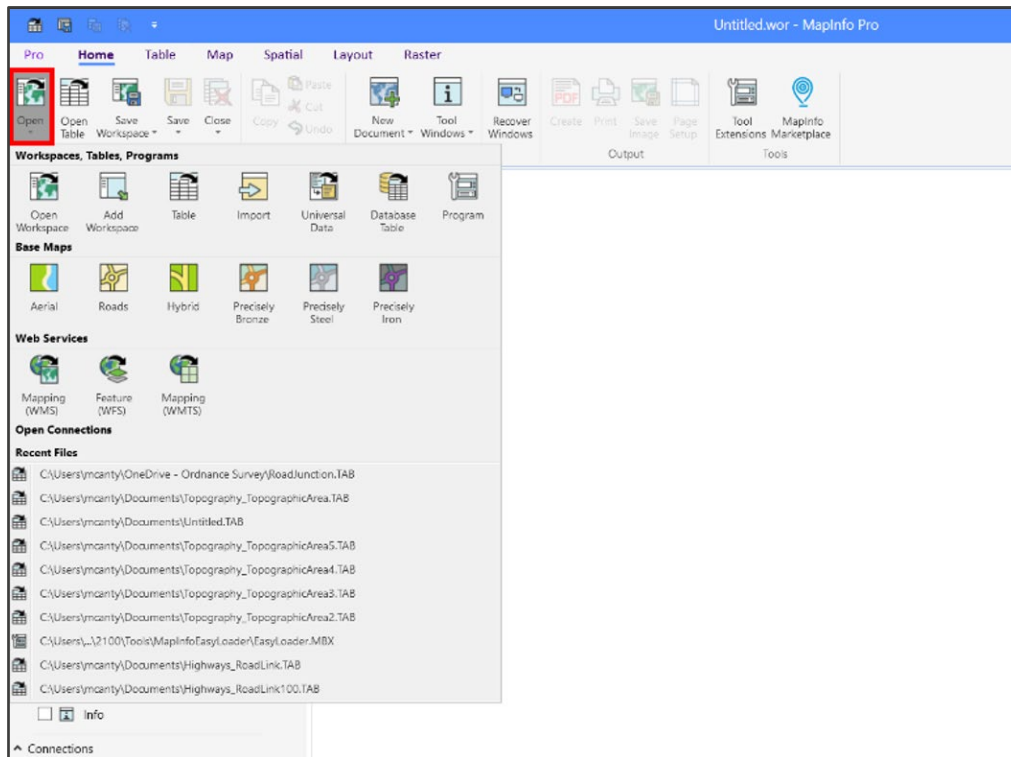 Untitled.wor - MapInfo Pro
Pro Home Table Map Spatial Layout Raster
Open Open Table Save Workspace Save Close Copy Paste Cut Undo New Document Tool Windows Recover Windows Create Print Save Image Page Setup Tool Extensions MapInfo Marketplace
PDF
Output Tools
Workspaces, Tables, Programs
Open Workspace Add Workspace Table Import Universal Data Database Table Program
Base Maps
Aerial Roads Hybrid Precisely Bronze Precisely Steel Precisely Iron
Web Services
Mapping (WMS) Feature (WFS) Mapping (WMTS)
Open Connections
Recent Files
C:\Users\mcanty\OneDrive - Ordnance Survey\RoadJunction.TAB
C:\Users\mcanty\Documents\Topography_TopographicArea.TAB
C:\Users\mcanty\Documents\Untitled.TAB
C:\Users\mcanty\Documents\Topography_TopographicArea5.TAB
C:\Users\mcanty\Documents\Topography_TopographicArea4.TAB
C:\Users\mcanty\Documents\Topography_TopographicArea3.TAB
C:\Users\mcanty\Documents\Topography_TopographicArea2.TAB
C:\Users\...\2100\Tools\MapInfoEasyLoader\EasyLoader.MBX
C:\Users\mcanty\Documents\Highways_RoadLink.TAB
C:\Users\mcanty\Documents\Highways_RoadLink100.TAB
Info
Connections